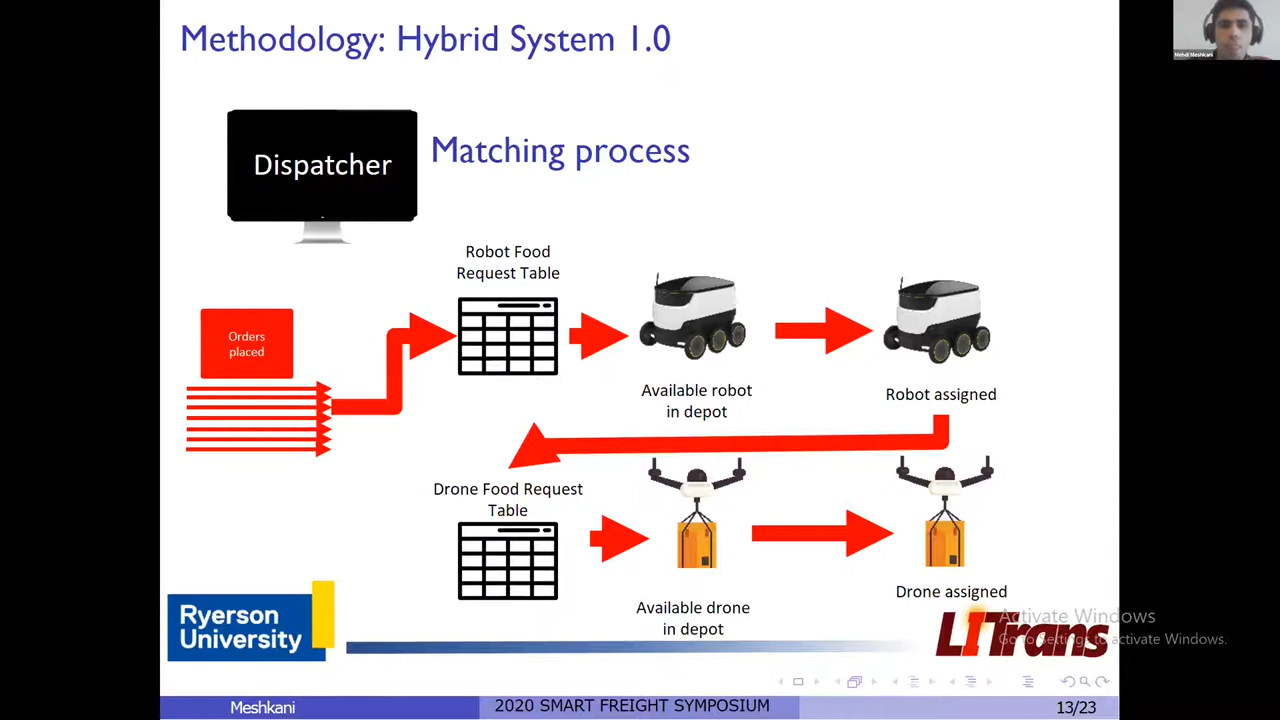 Methodology: Hybrid System 1.0
Mehdi Meshkani
Dispatcher
Matching process
Robot Food
Request Table
Orders
placed
Available robot
in depot
Robot assigned
Drone Food Request
Table
Available drone
in depot
Drone assigned
Ryerson
University
LiTrans
Activate Windows
Go to Settings to activate Windows.
Meshkani
2020 SMART FREIGHT SYMPOSIUM
13/23